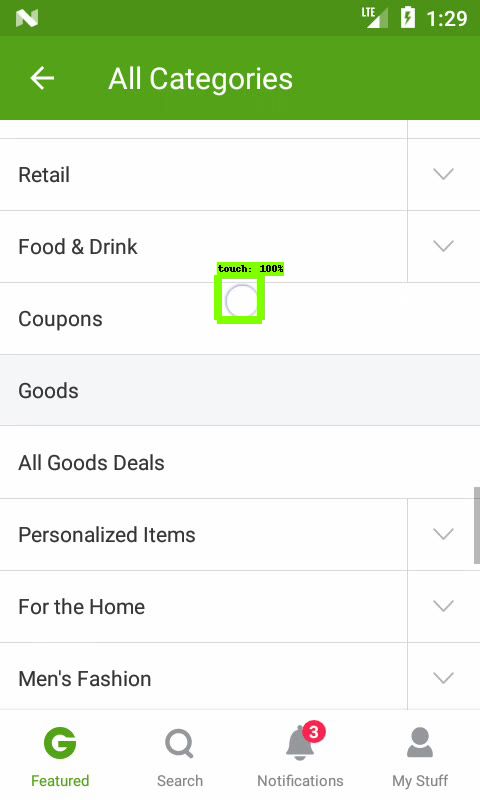 LTE 1:29
All Categories
Retail
Food & Drink
touch: 100%
Coupons
Goods
All Goods Deals
Personalized Items
For the Home
Men's Fashion
3
Featured Search Notifications My Stuff